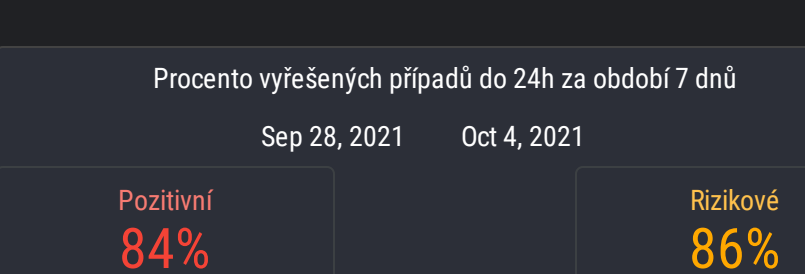 Procento vyřešených případů do 24h za období 7 dnů
Sep 28, 2021 Oct 4, 2021
Pozitivní Rizikové
84% 86%